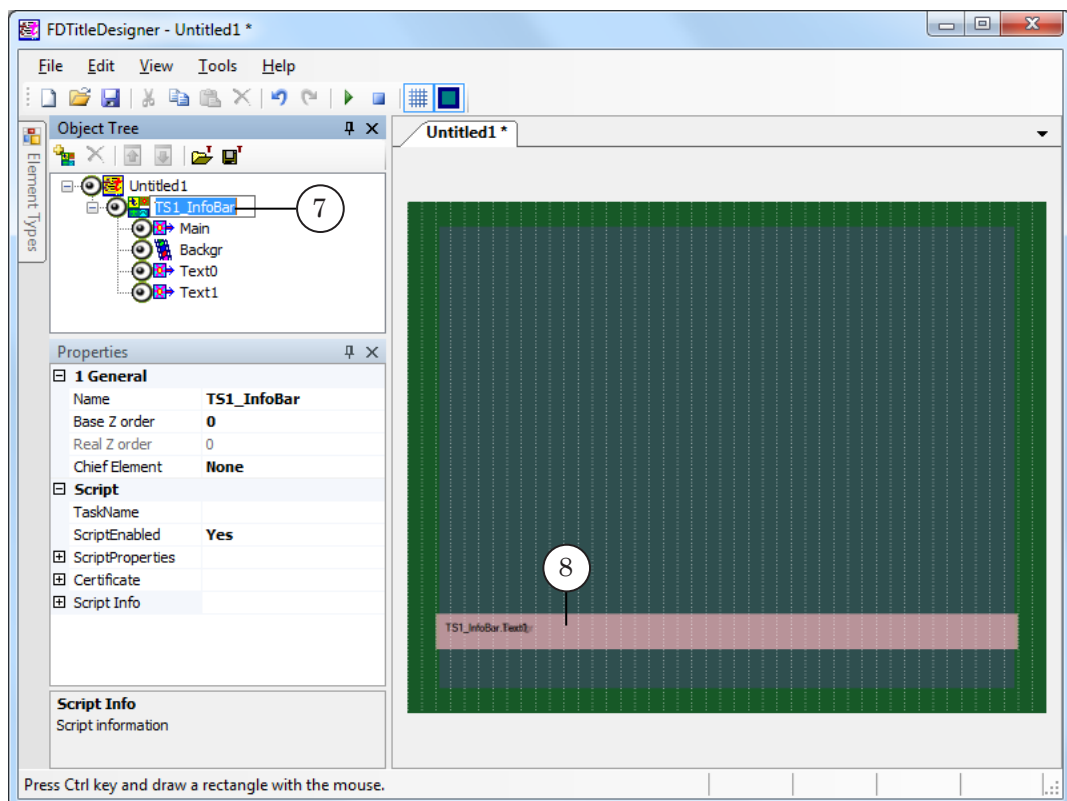 FDTitleDesigner - Untitled1 *
File Edit View Tools Help
Element Types
Object Tree
Untitled1
TS1_InfoBar
7
Main
Backgr
Text0
Text1
Properties
1 General
Name TS1_InfoBar
Base Z order 0
Real Z order 0
Chief Element None
Script
TaskName
ScriptEnabled Yes
ScriptProperties
Certificate
Script Info
Script Info
Script information
Untitled1 *
8
TS1_InfoBar
Press Ctrl key and draw a rectangle with the mouse.